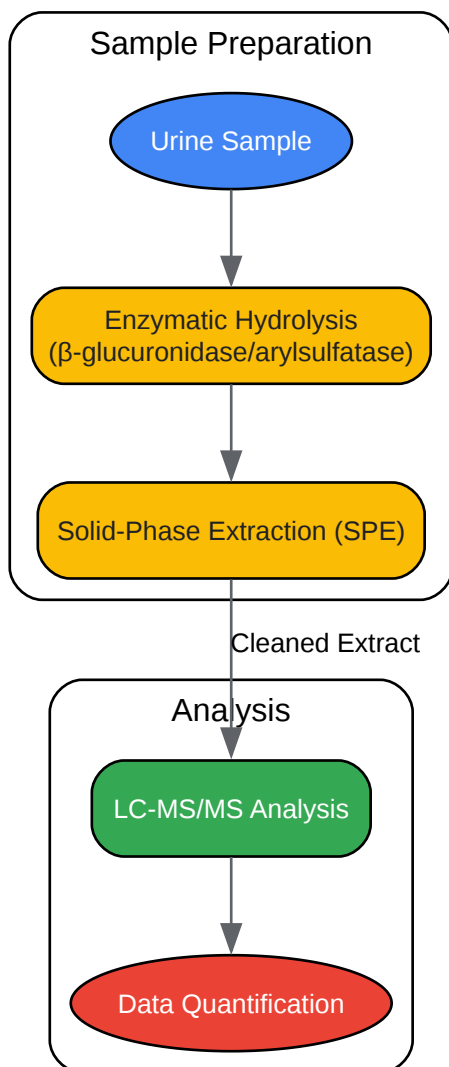 Sample Preparation
Urine Sample
Enzymatic Hydrolysis
(β-glucuronidase/arylsulfatase)
Solid-Phase Extraction (SPE)
Cleaned Extract
Analysis
LC-MS/MS Analysis
Data Quantification